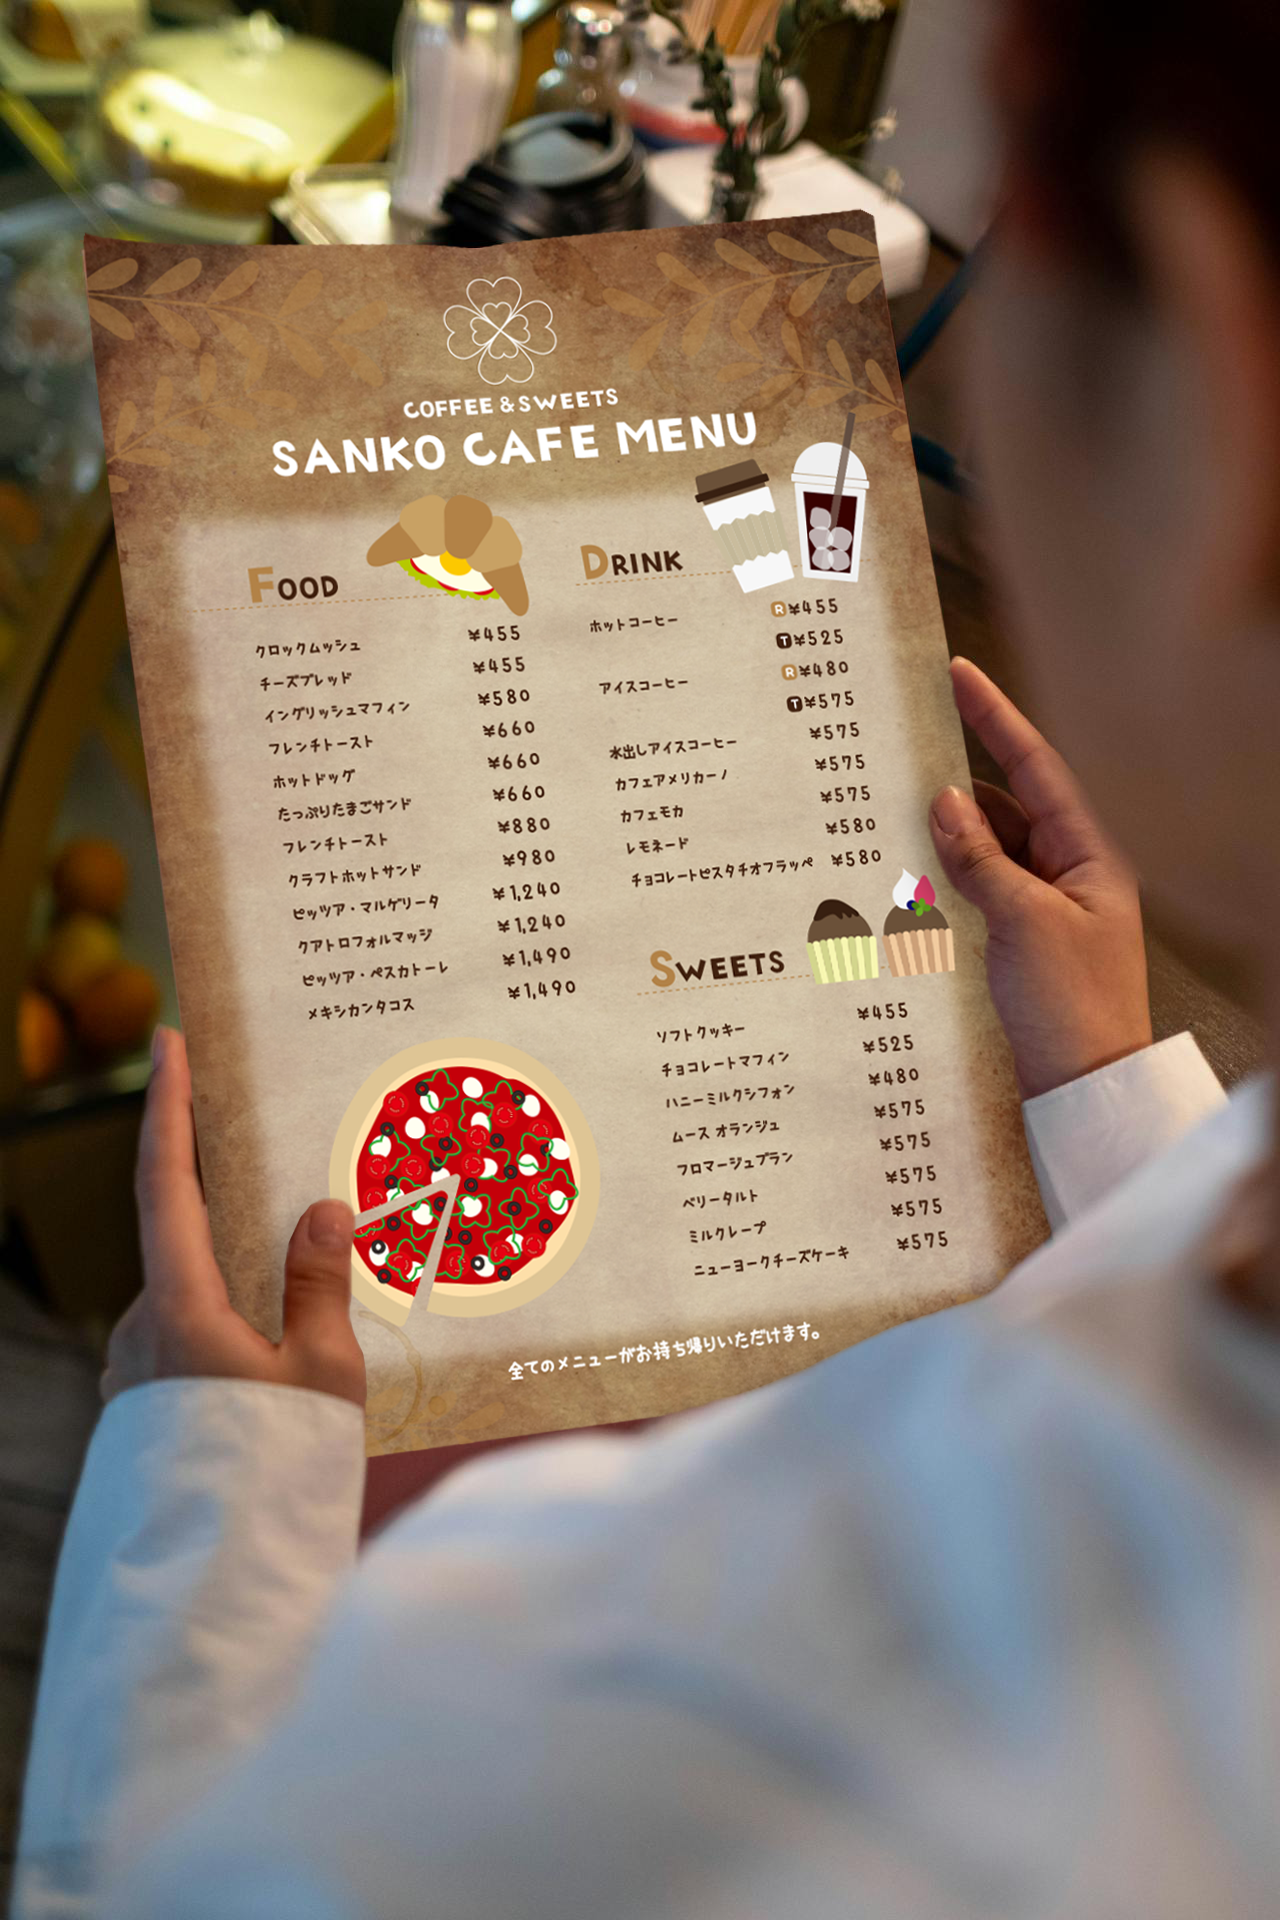 COFFEE & SWEETS
SANKO CAFE MENU
FOOD
クロックムッシュ ¥455
チーズブレッド ¥455
イングリッシュマフィン ¥580
フレンチトースト ¥660
ホットドッグ ¥660
たっぷりたまごサンド ¥660
フレンチトースト ¥880
クラフトホットサンド ¥980
ピッツア・マルゲリータ ¥1,240
クアトロフォルマッジ ¥1,240
ピッツア・ペスカトーレ ¥1,490
メキシカンタコス ¥1,490
DRINK
ホットコーヒー R ¥455
T ¥525
アイスコーヒー R ¥480
T ¥575
水出しアイスコーヒー ¥575
カフェアメリカーノ ¥575
カフェモカ ¥575
レモネード ¥580
チョコレートピスタチオフラッペ ¥580
SWEETS
ソフトクッキー ¥455
チョコレートマフィン ¥525
ハニーミルクシフォン ¥480
ムース オランジュ ¥575
フロマージュブラン ¥575
ベリータルト ¥575
ミルクレープ ¥575
ニューヨークチーズケーキ ¥575
全てのメニューがお持ち帰りいただけます。